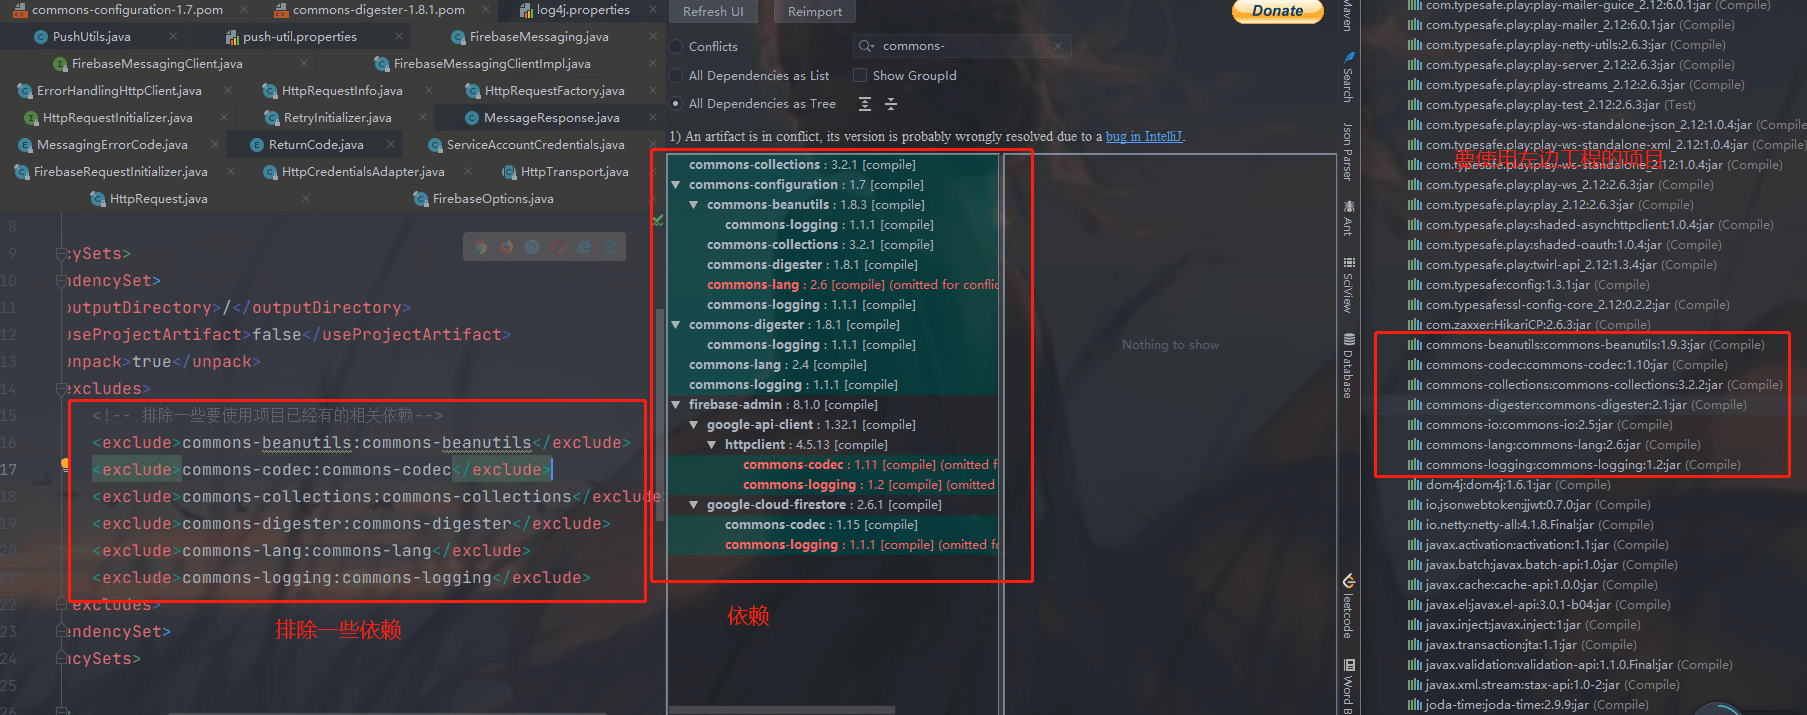 commons-configuration-1.7.pom
commons-digester-1.8.1.pom
log4j.properties
PushUtils.java
push-util.properties
FirebaseMessaging.java
FirebaseMessagingClient.java
FirebaseMessagingClientImpl.java
ErrorHandlingHttpClient.java
HttpRequestInfo.java
HttpRequestFactory.java
HttpRequestInitializer.java
RetryInitializer.java
MessageResponse.java
MessagingErrorCode.java
ReturnCode.java
ServiceAccountCredentials.java
FirebaseRequestInitializer.java
HttpCredentialsAdapter.java
HttpTransport.java
HttpRequest.java
FirebaseOptions.java
8
9 :ySets>
10 ndencySet>
11 outputDirectory>/</outputDirectory>
12 useProjectArtifact>false</useProjectArtifact>
13 unpack>true</unpack>
14 excludes>
15 <!-- 排除一些要使用项目已经有的相关依赖-->
16 <exclude>commons-beanutils:commons-beanutils</exclude>
17 <exclude>commons-codec:commons-codec</exclude>
18 <exclude>commons-collections:commons-collections</exclude
19 <exclude>commons-digester:commons-digester</exclude>
20 <exclude>commons-lang:commons-lang</exclude>
21 <exclude>commons-logging:commons-logging</exclude>
22 excludes>
23 endencySet>
24 ncySets>
25
26
排除一些依赖
Refresh UI
Reimport
Donate
Conflicts
commons-
All Dependencies as List
Show GroupId
All Dependencies as Tree
1) An artifact is in conflict, its version is probably wrongly resolved due to a bug in IntelliJ.
commons-collections : 3.2.1 [compile]
commons-configuration : 1.7 [compile]
commons-beanutils : 1.8.3 [compile]
commons-logging : 1.1.1 [compile]
commons-collections : 3.2.1 [compile]
commons-digester : 1.8.1 [compile]
commons-lang : 2.6 [compile] (omitted for conflic
commons-logging : 1.1.1 [compile]
commons-digester : 1.8.1 [compile]
commons-logging : 1.1.1 [compile]
commons-lang : 2.4 [compile]
commons-logging : 1.1.1 [compile]
firebase-admin : 8.1.0 [compile]
google-api-client : 1.32.1 [compile]
httpclient : 4.5.13 [compile]
commons-codec : 1.11 [compile] (omitted f
commons-logging : 1.2 [compile] (omitted
google-cloud-firestore : 2.6.1 [compile]
commons-codec : 1.15 [compile]
commons-logging : 1.1.1 [compile] (omitted fo
依赖
Nothing to show
Maven
Search
Json Parser
Ant
SciView
Database
leetcode
Word B
com.typesafe.play:play-mailer-guice_2.12:6.0.1:jar (Compile)
com.typesafe.play:play-mailer_2.12:6.0.1:jar (Compile)
com.typesafe.play:play-netty-utils:2.6.3:jar (Compile)
com.typesafe.play:play-server_2.12:2.6.3:jar (Compile)
com.typesafe.play:play-streams_2.12:2.6.3:jar (Compile)
com.typesafe.play:play-test_2.12:2.6.3:jar (Test)
com.typesafe.play:play-ws-standalone-json_2.12:1.0.4:jar (Compile
com.typesafe.play:play-ws-standalone-xml_2.12:1.0.4:jar (Compile)
要使用左边工程的项目
com.typesafe.play:play-ws-standalone_2.12:1.0.4:jar (Compile)
com.typesafe.play:play-ws_2.12:2.6.3:jar (Compile)
com.typesafe.play:play_2.12:2.6.3:jar (Compile)
com.typesafe.play:shaded-asynchttpclient:1.0.4:jar (Compile)
com.typesafe.play:shaded-oauth:1.0.4:jar (Compile)
com.typesafe.play:twirl-api_2.12:1.3.4:jar (Compile)
com.typesafe:config:1.3.1:jar (Compile)
com.typesafe:ssl-config-core_2.12:0.2.2:jar (Compile)
com.zaxxer:HikariCP:2.6.3:jar (Compile)
commons-beanutils:commons-beanutils:1.9.3:jar (Compile)
commons-codec:commons-codec:1.10:jar (Compile)
commons-collections:commons-collections:3.2.2:jar (Compile)
commons-digester:commons-digester:2.1:jar (Compile)
commons-io:commons-io:2.5:jar (Compile)
commons-lang:commons-lang:2.6:jar (Compile)
commons-logging:commons-logging:1.2:jar (Compile)
dom4j:dom4j:1.6.1:jar (Compile)
io.jsonwebtoken:jjwt:0.7.0:jar (Compile)
io.netty:netty-all:4.1.8.Final:jar (Compile)
javax.activation:activation:1.1:jar (Compile)
javax.batch:javax.batch-api:1.0:jar (Compile)
javax.cache:cache-api:1.0.0:jar (Compile)
javax.el:javax.el-api:3.0.1-b04:jar (Compile)
javax.inject:javax.inject:1:jar (Compile)
javax.transaction:jta:1.1:jar (Compile)
javax.validation:validation-api:1.1.0.Final:jar (Compile)
javax.xml.stream:stax-api:1.0-2:jar (Compile)
joda-time:joda-time:2.9.9:jar (Compile)